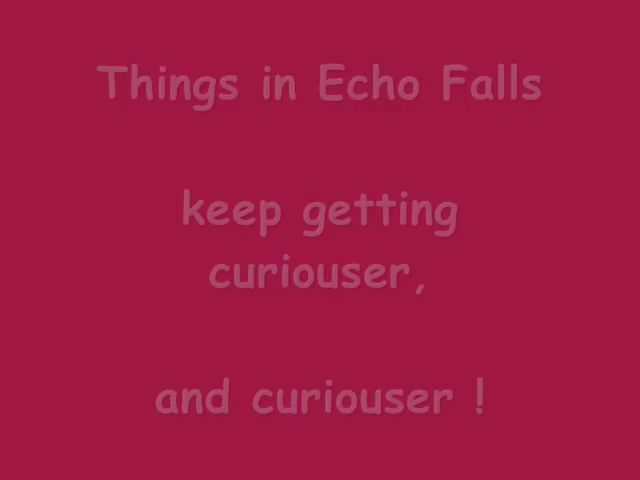 Things in Echo Falls
keep getting
curiouser,
and curiouser !